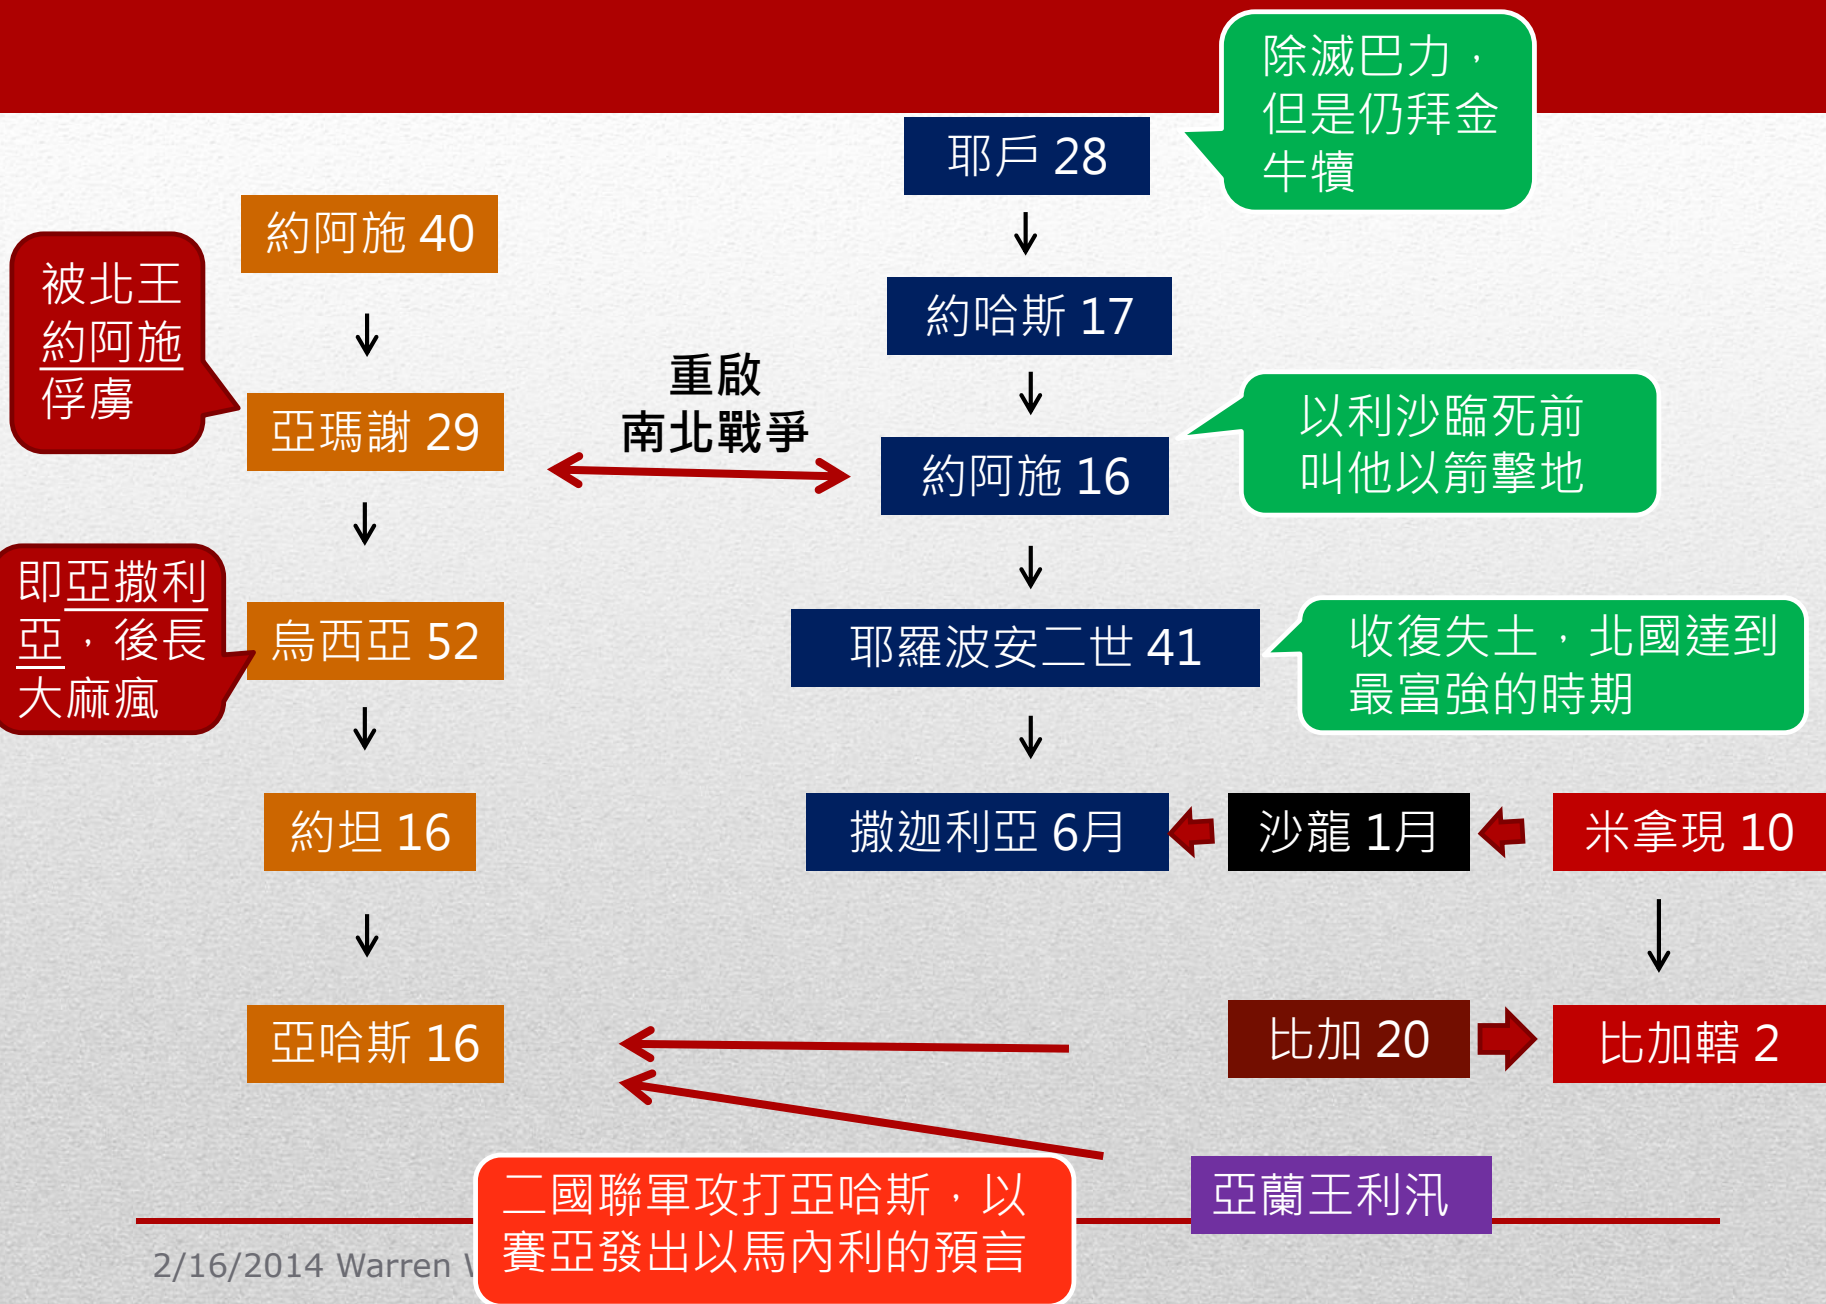 除滅巴力，
但是仍拜金
牛犢
耶戶 28
約阿施 40
被北王
約阿施
俘虜
約哈斯 17
重啟
南北戰爭
亞瑪謝 29
約阿施 16
以利沙臨死前
叫他以箭擊地
即亞撒利
亞，後長
大麻瘋
烏西亞 52
耶羅波安二世 41
收復失土，北國達到
最富強的時期
約坦 16
撒迦利亞 6月
沙龍 1月
米拿現 10
亞哈斯 16
比加 20
比加轄 2
亞蘭王利汛
二國聯軍攻打亞哈斯，以
賽亞發出以馬內利的預言
2/16/2014 Warren